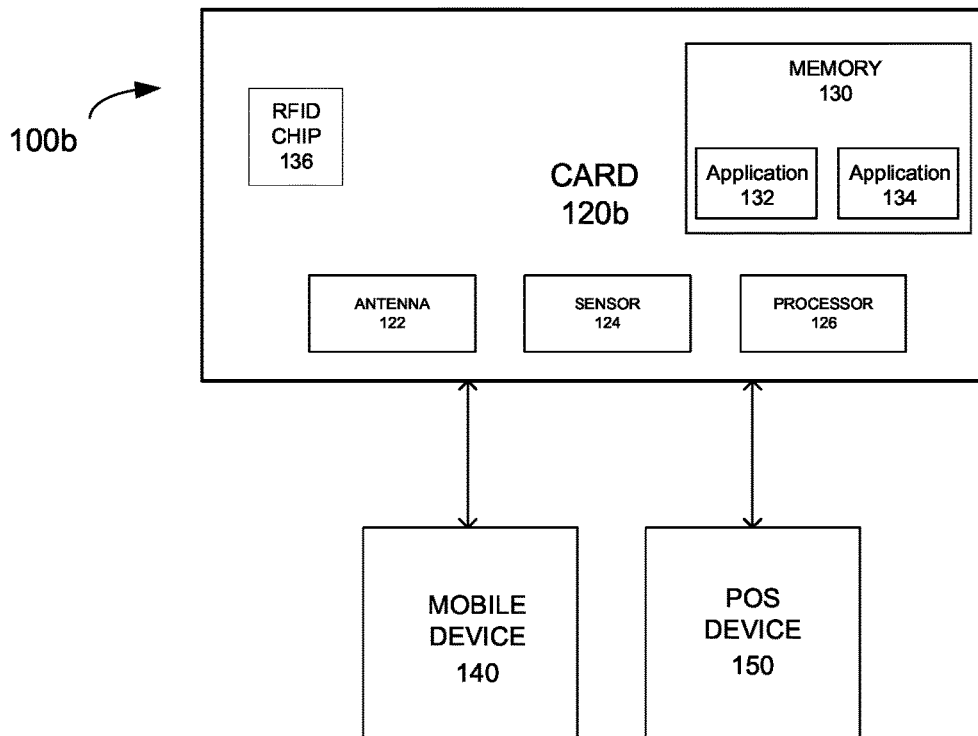 100b
RFID
CHIP
136
CARD
120b
MEMORY
130
Application
132
Application
134
ANTENNA
122
SENSOR
124
PROCESSOR
126
MOBILE
DEVICE
140
POS
DEVICE
150